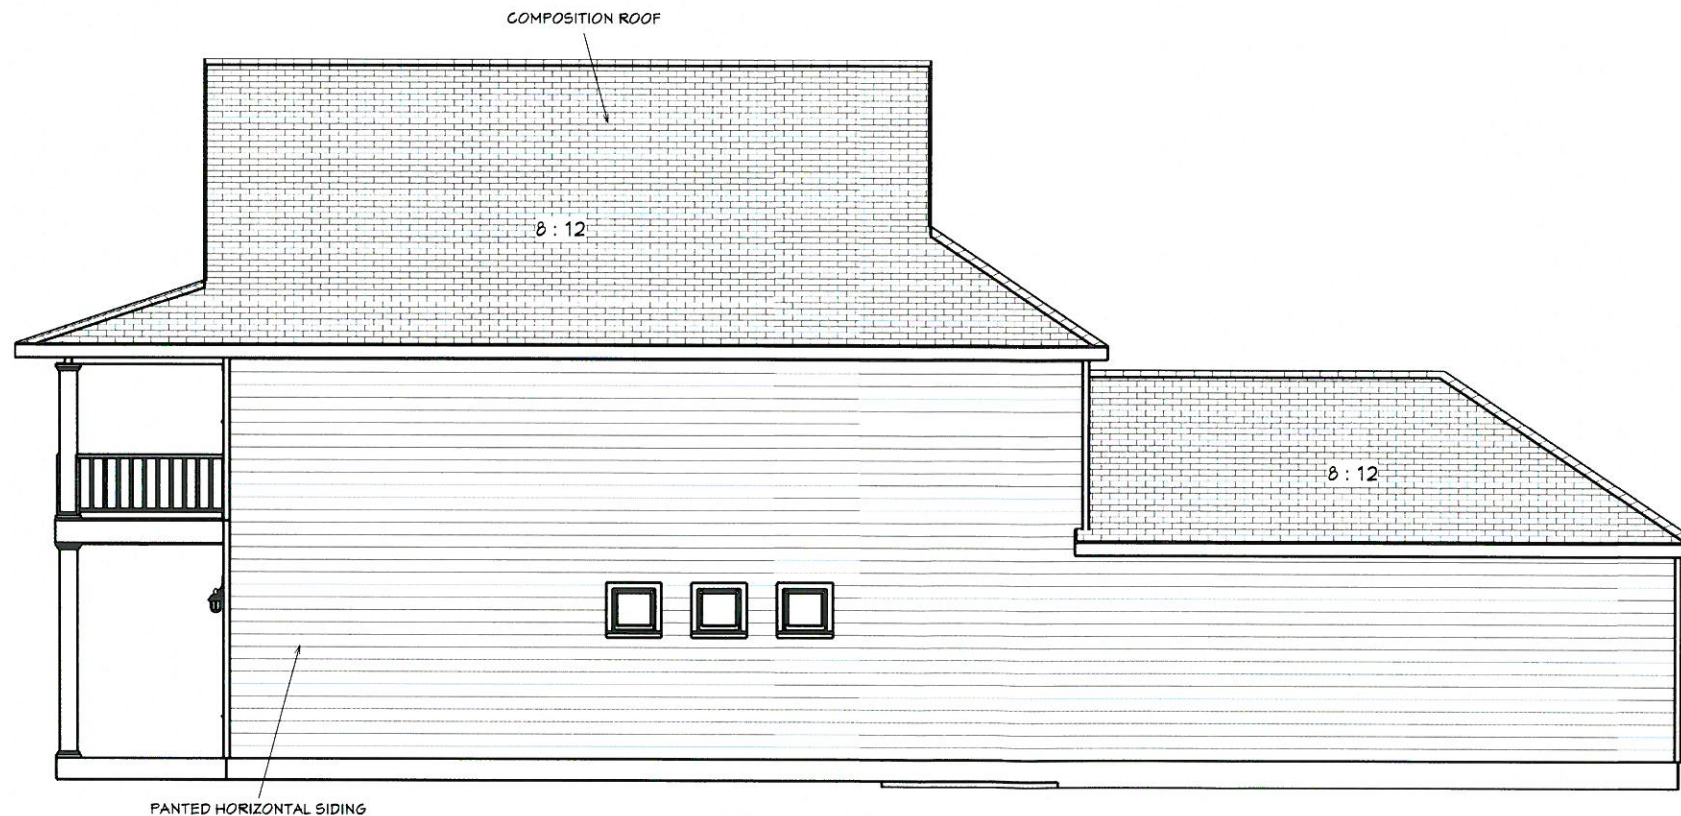 COMPOSITION ROOF
8 : 12
8 : 12
PANTED HORIZONTAL SIDING